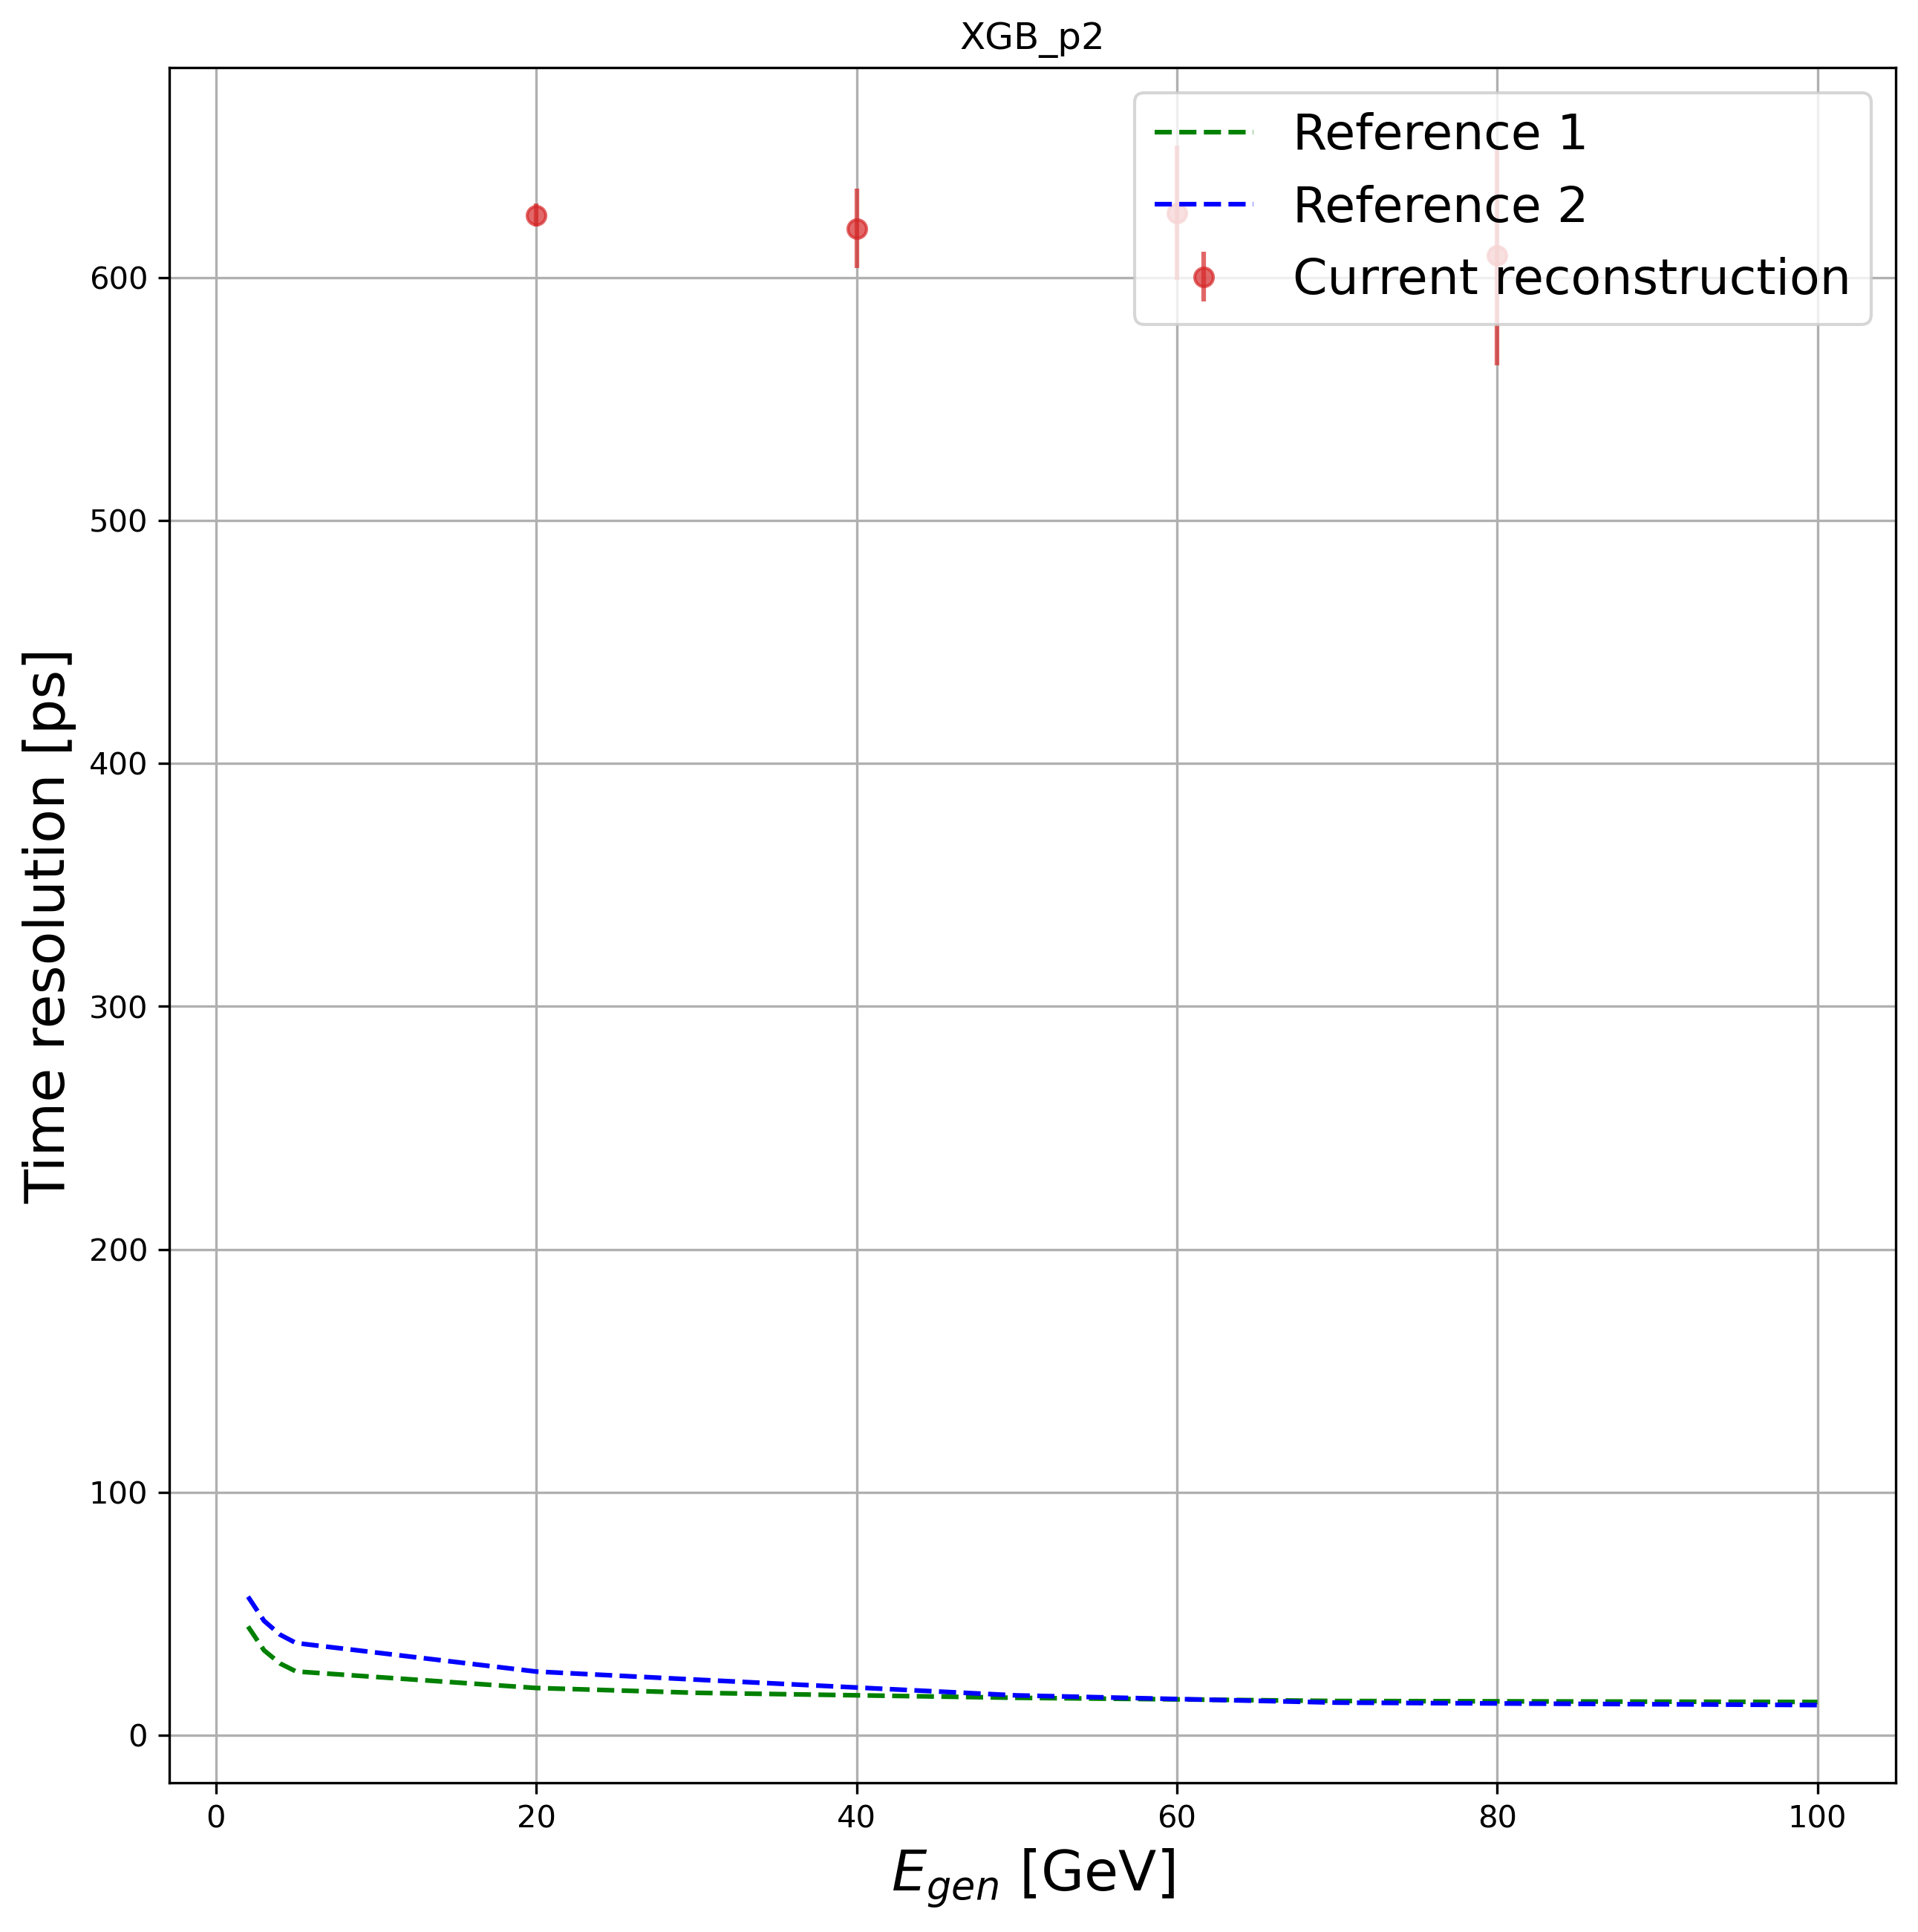 XGB_p2
Reference 1
Reference 2
Current reconstruction
Time resolution [ps]
600
500
400
300
200
100
0
0 20 40 60 80 100
E_gen [GeV]